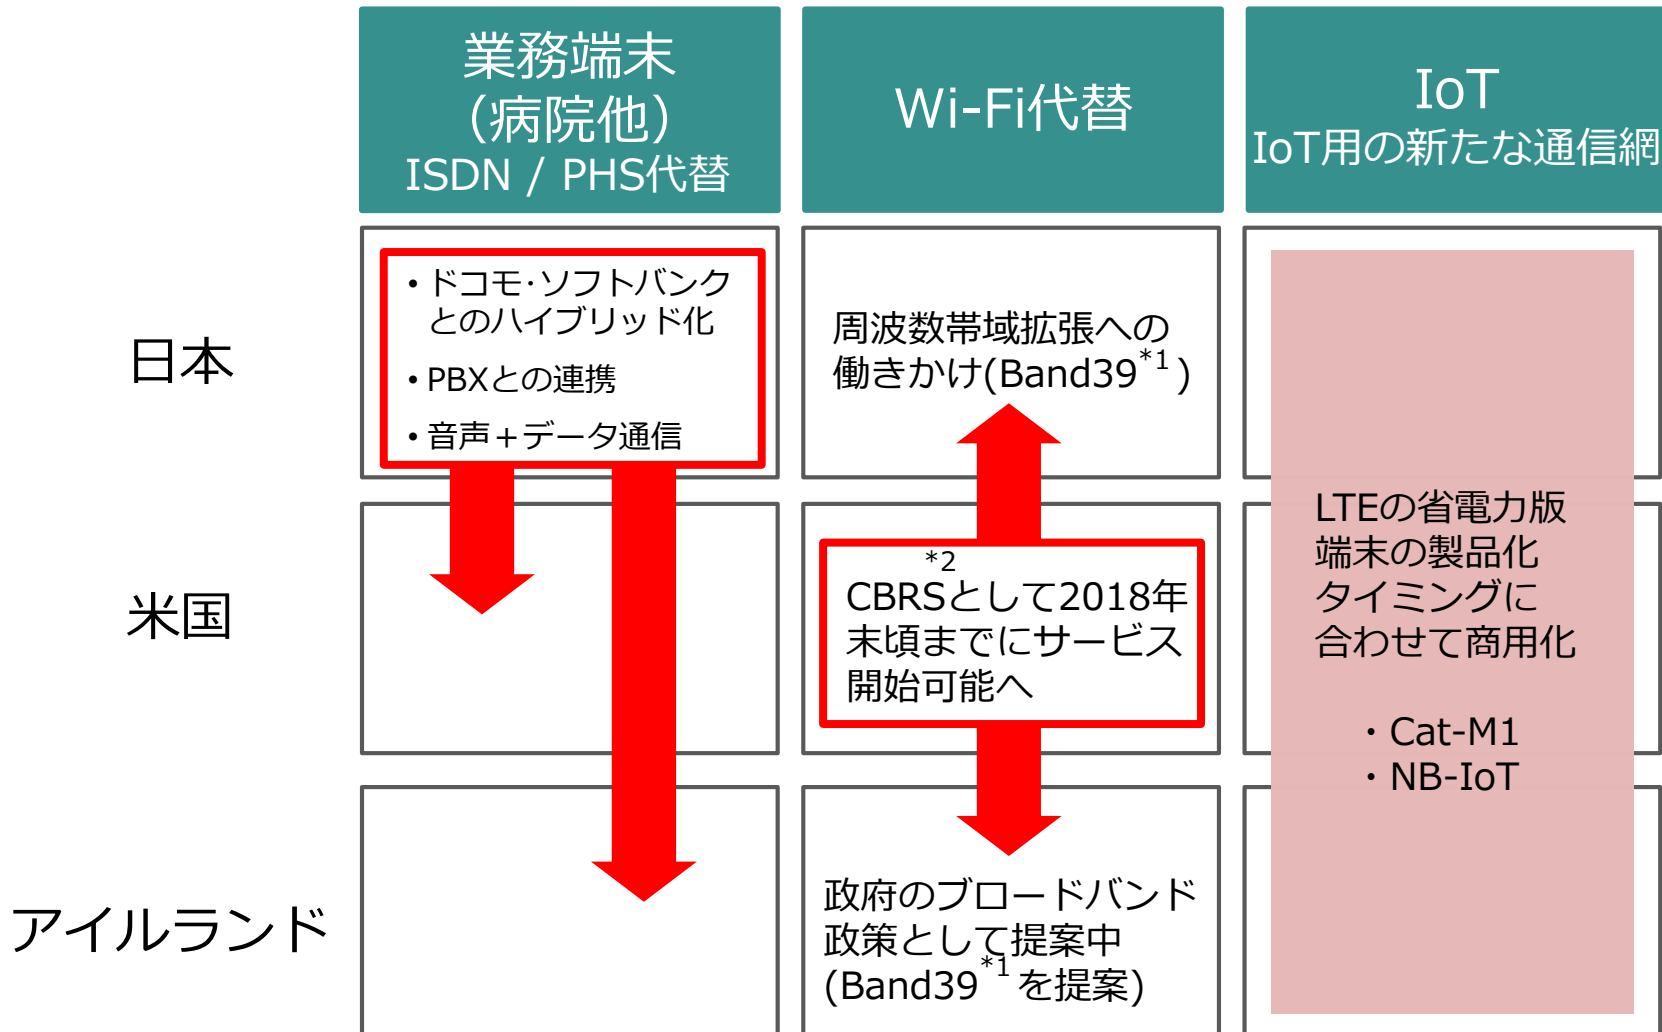 業務端末
（病院他）
ISDN / PHS代替
Wi-Fi代替
IoT
IoT用の新たな通信網
日本
・ドコモ･ソフトバンク
とのハイブリッド化
・PBXとの連携
・音声+データ通信
周波数帯域拡張への
働きかけ(Band39*1)
米国
*2
CBRSとして2018年
末頃までにサービス
開始可能へ
LTEの省電力版
端末の製品化
タイミングに
合わせて商用化
・Cat-M1
・NB-IoT
アイルランド
政府のブロードバンド
政策として提案中
(Band39*1を提案)